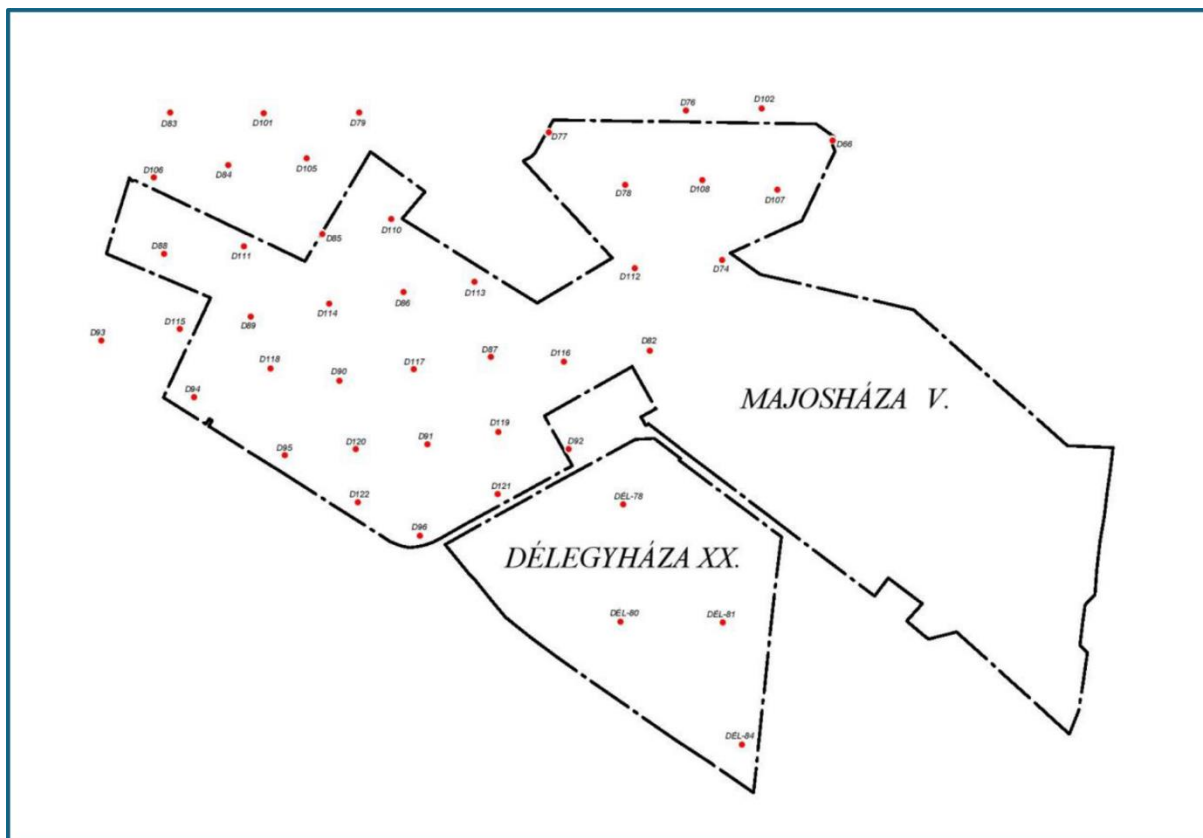 D76
D102
D83
D101
D79
D77
D66
D84
D105
D106
D78
D108
D107
D85
D110
D88
D111
D112
D74
D113
D86
D114
D89
D115
D93
D82
D87
D116
D118
D117
D90
D94
MAJOSHÁZA V.
D119
D91
D120
D95
D92
D121
D122
DÉL-78
D96
DÉLEGYHÁZA XX.
DÉL-80
DÉL-81
DÉL-84